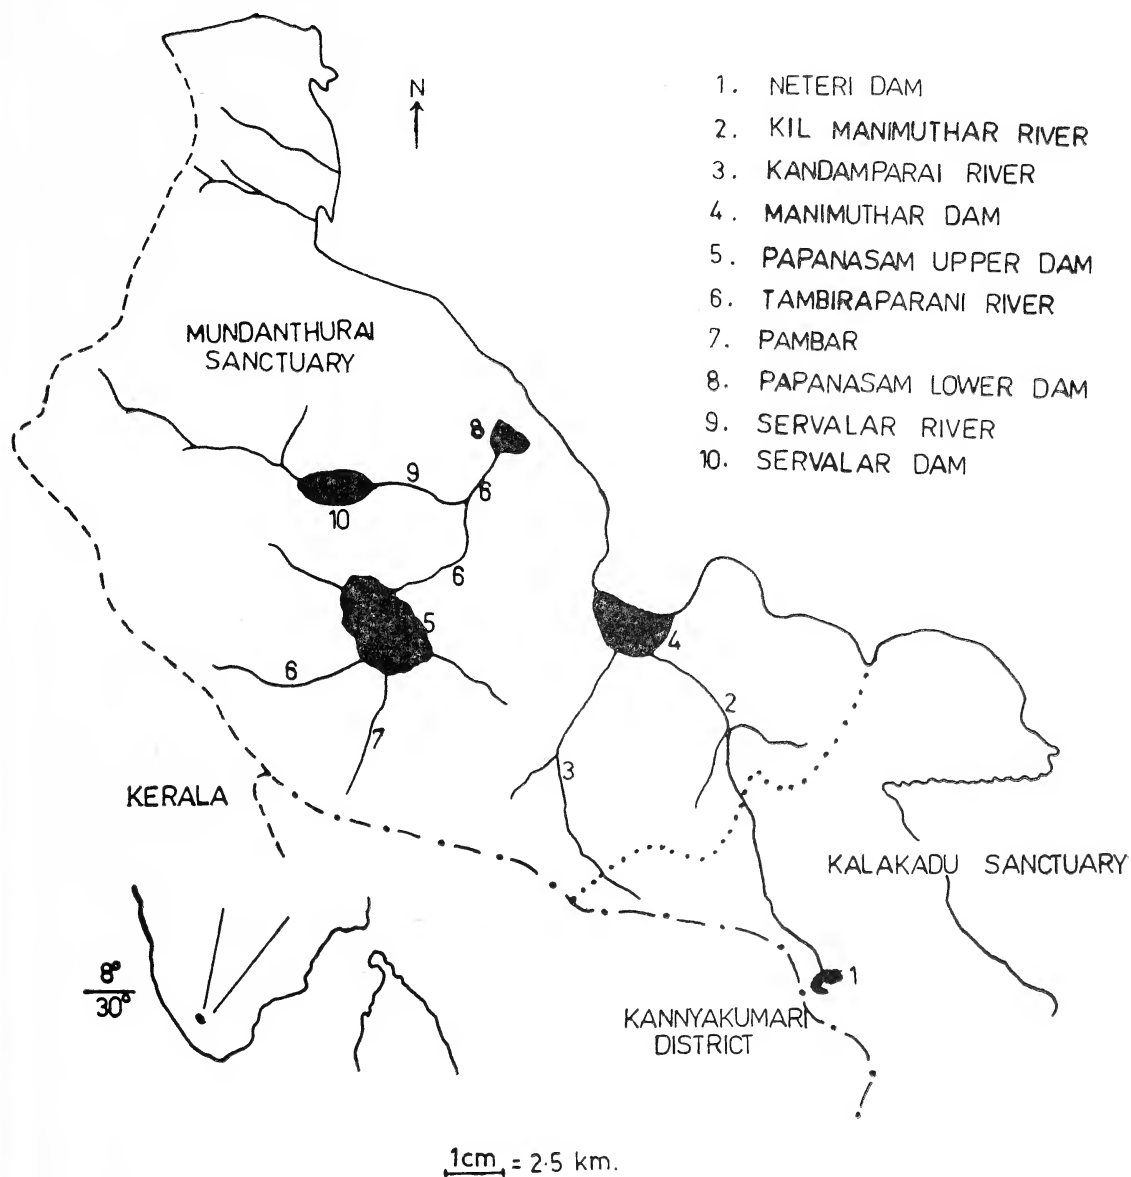 N
1. NETERI DAM
2. KIL MANIMUTHAR RIVER
3. KANDAMPARAI RIVER
4. MANIMUTHAR DAM
5. PAPANASAM UPPER DAM
6. TAMBIRAPARANI RIVER
7. PAMBAR
8. PAPANASAM LOWER DAM
9. SERVALAR RIVER
10. SERVALAR DAM
MUNDANTHURAI
SANCTUARY
8
9
6
10
6
5
4
6
2
7
3
KERALA
KALAKADU SANCTUARY
8°
30°
1
KANNYAKUMARI
DISTRICT
1cm = 2·5 km.